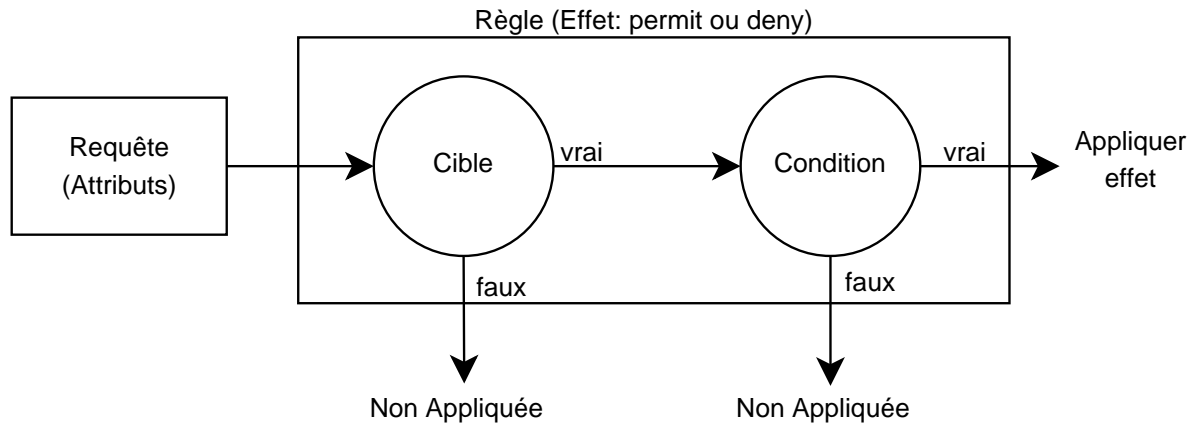 Règle (Effet: permit ou deny)
Requête
(Attributs)
Cible
vrai
Condition
vrai
Appliquer
effet
faux
faux
Non Appliquée
Non Appliquée